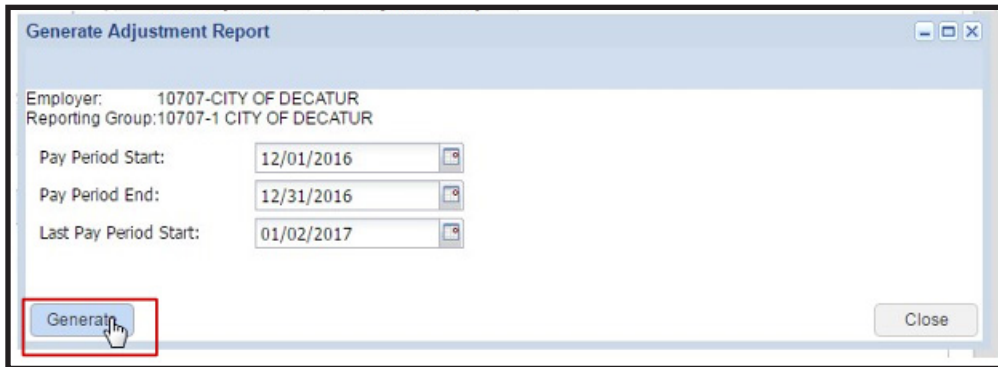 Generate Adjustment Report
Employer: 10707-CITY OF DECATUR
Reporting Group:10707-1 CITY OF DECATUR
Pay Period Start: 12/01/2016
Pay Period End: 12/31/2016
Last Pay Period Start: 01/02/2017
Generate Close